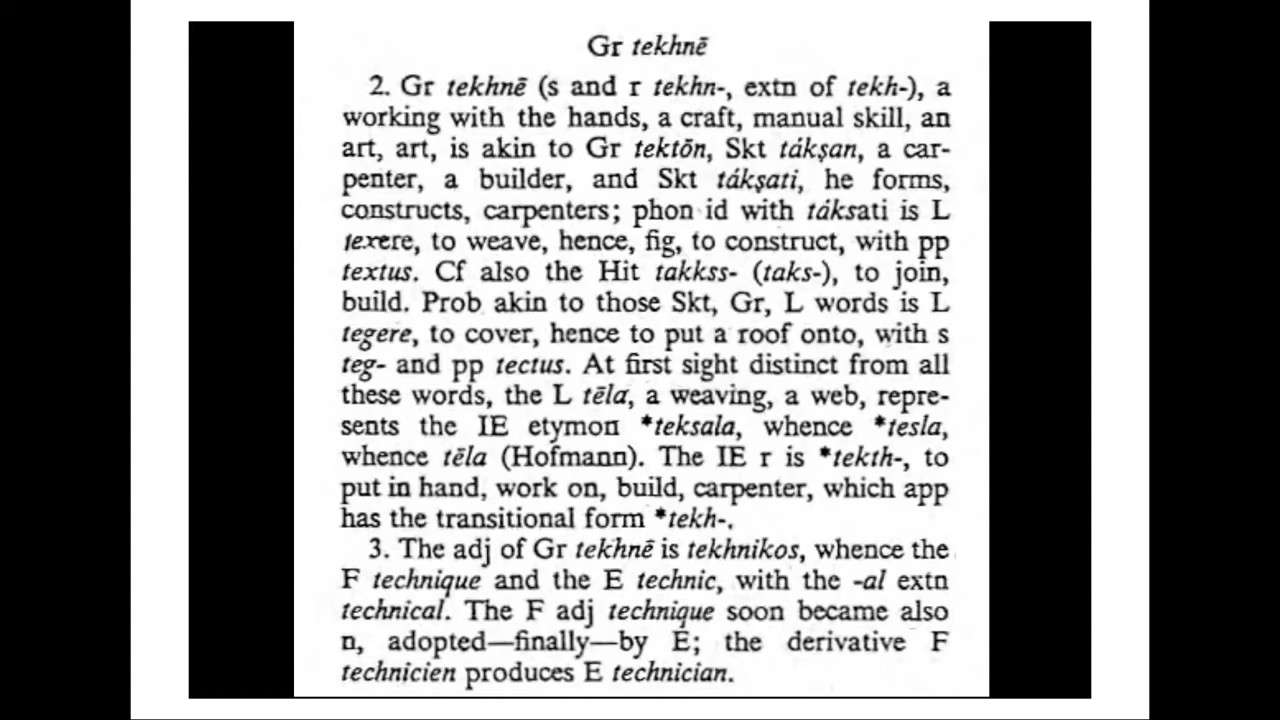 Gr tekhnē
2. Gr tekhnē (s and r tekhn-, extn of tekh-), a
working with the hands, a craft, manual skill, an
art, art, is akin to Gr tektōn, Skt tákṣan, a car-
penter, a builder, and Skt tákṣati, he forms,
constructs, carpenters; phon id with táksati is L
texere, to weave, hence, fig, to construct, with pp
textus. Cf also the Hit takkss- (taks-), to join,
build. Prob akin to those Skt, Gr, L words is L
tegere, to cover, hence to put a roof onto, with s
teg- and pp tectus. At first sight distinct from all
these words, the L tēla, a weaving, a web, repre-
sents the IE etymon *teksala, whence *tesla,
whence tēla (Hofmann). The IE r is *tekth-, to
put in hand, work on, build, carpenter, which app
has the transitional form *tekh-.
3. The adj of Gr tekhnē is tekhnikos, whence the
F technique and the E technic, with the -al extn
technical. The F adj technique soon became also
n, adopted—finally—by E; the derivative F
technicien produces E technician.